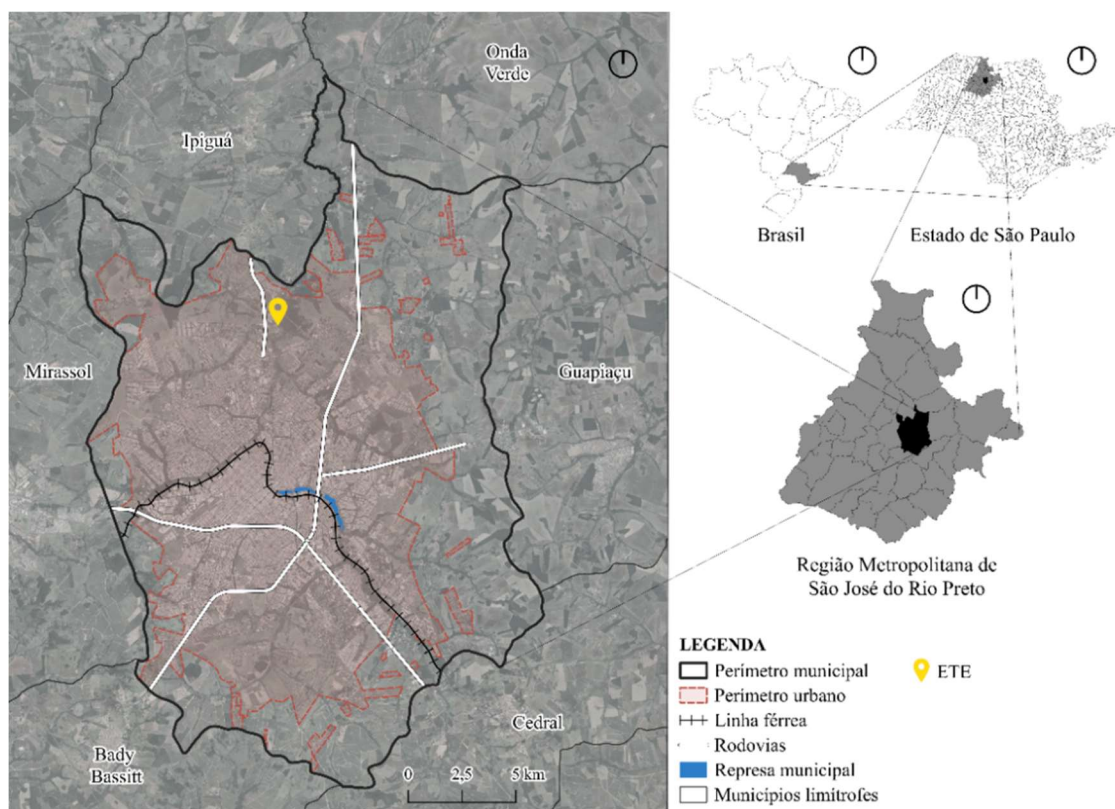 Onda
Verde
Ipiguá
Mirassol
Guapiaçu
Cedral
Bady
Bassitt
0 2,5 5 km
Brasil
Estado de São Paulo
Região Metropolitana de
São José do Rio Preto
LEGENDA
Perímetro municipal
ETE
Perímetro urbano
Linha férrea
Rodovias
Represa municipal
Municípios limítrofes